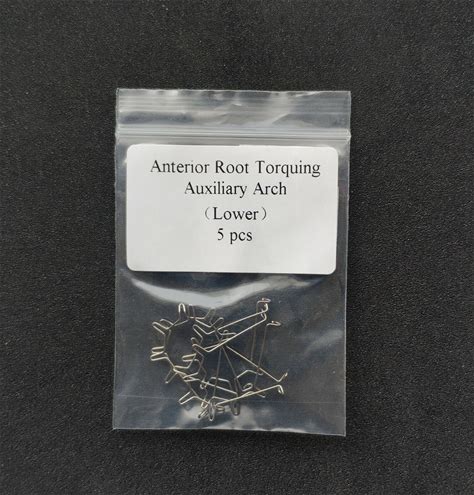 Anterior Root Torquing
Auxiliary Arch
（Lower）
5 pcs